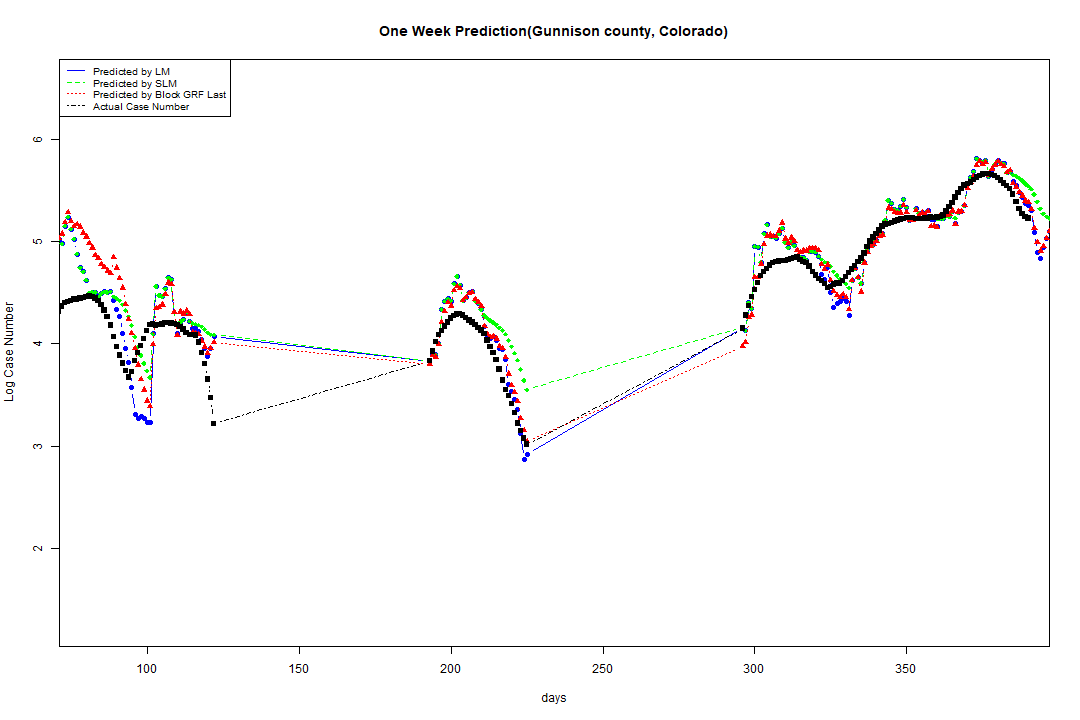 One Week Prediction(Gunnison county, Colorado)
Predicted by LM
Predicted by SLM
Predicted by Block GRF Last
Actual Case Number
Log Case Number
6
5
4
3
2
100 150 200 250 300 350
days